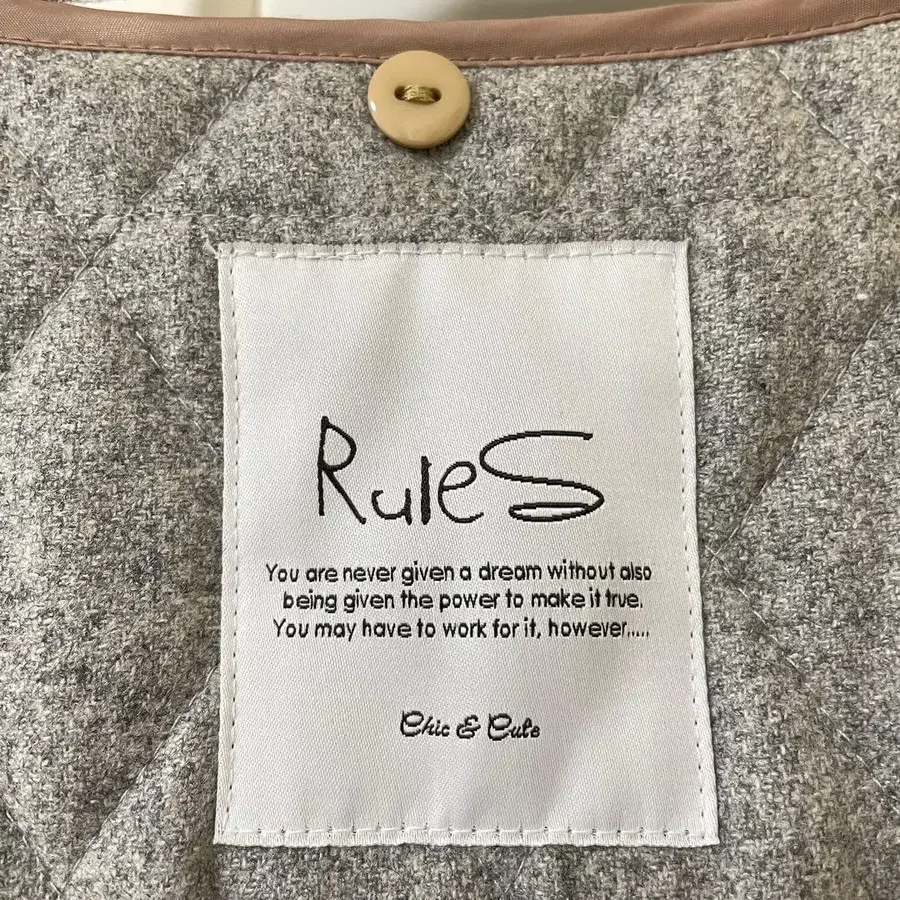 RuleS
You are never given a dream without also
being given the power to make it true.
You may have to work for it, however.....
Chic & Cute